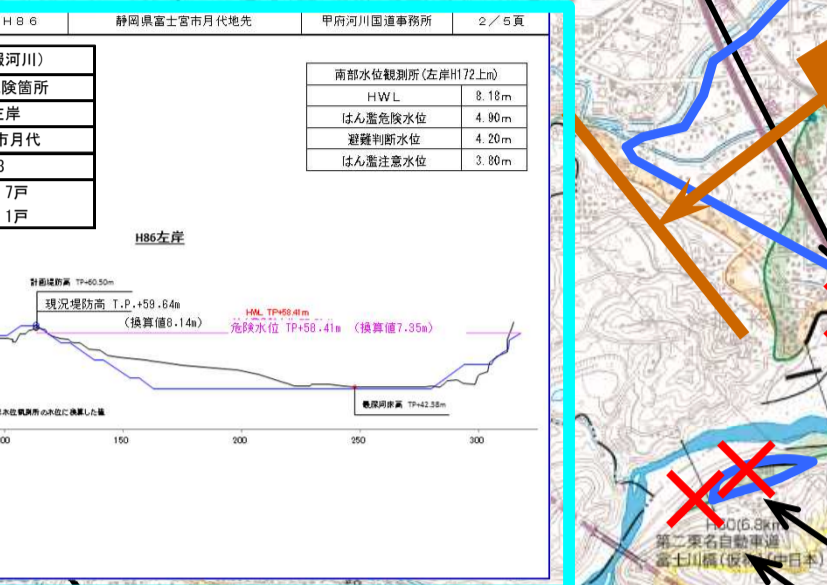 H86 静岡県富士宮市月代地先 甲府河川国道事務所 2/5頁
河川)
険箇所
左岸
市月代
7戸
1戸
南部水位観測所(左岸H172上m)
HWL 8.18m
はん濫危険水位 4.90m
避難判断水位 4.20m
はん濫注意水位 3.80m
H86左岸
計画堤防高 TP+60.50m
現況堤防高 T.P.+59.64m
(換算値8.14m)
HWL TP+58.41m
危険水位 TP+58.41m (換算値7.35m)
最深河床高 TP+42.38m
水位観測所の水位に換算した値
00 150 200 250 300
(6.8km
第二東名自動車道
富士川橋(仮称)(中日本)